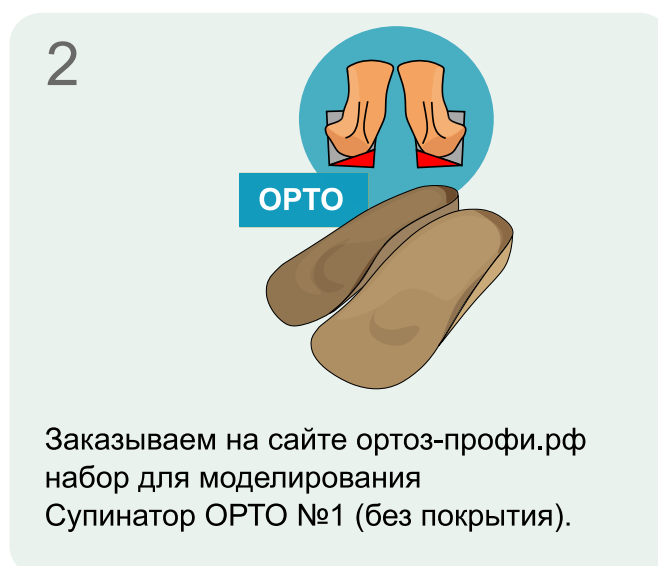 2
ОРТО
Заказываем на сайте ортоз-профи.рф
набор для моделирования
Супинатор ОРТО №1 (без покрытия).